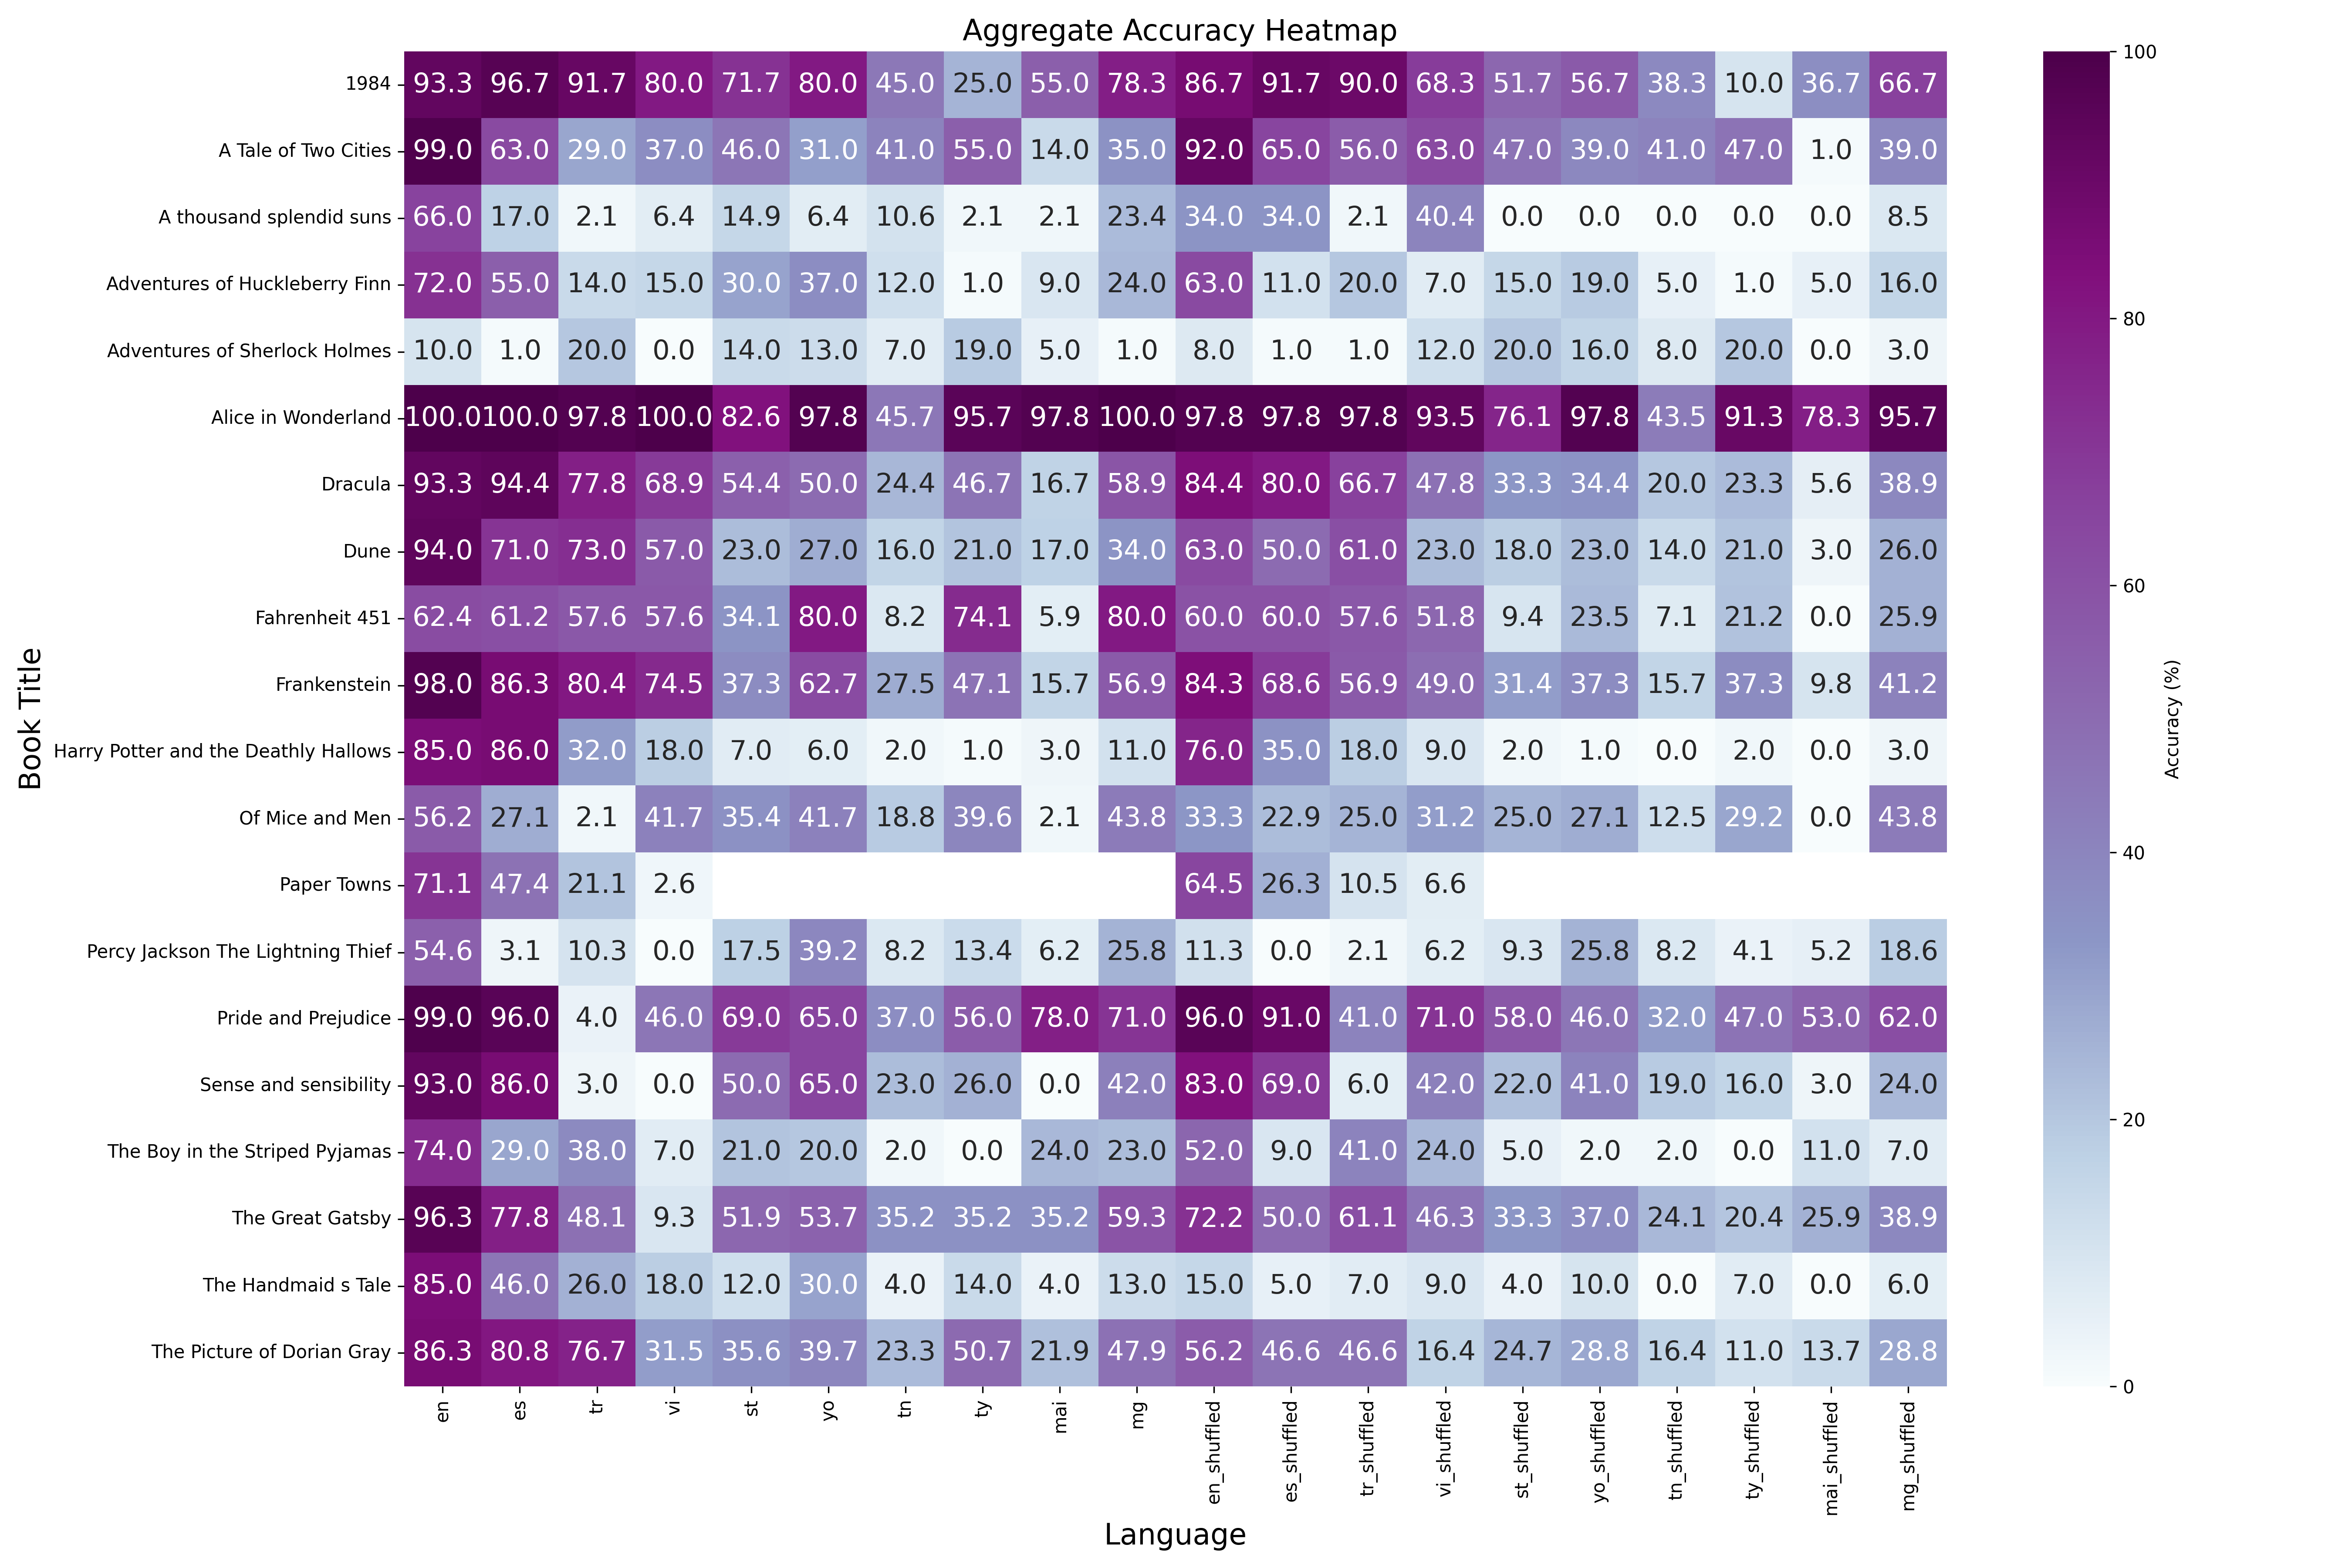 Aggregate Accuracy Heatmap
1984 93.3 96.7 91.7 80.0 71.7 80.0 45.0 25.0 55.0 78.3 86.7 91.7 90.0 68.3 51.7 56.7 38.3 10.0 36.7 66.7
A Tale of Two Cities 99.0 63.0 29.0 37.0 46.0 31.0 41.0 55.0 14.0 35.0 92.0 65.0 56.0 63.0 47.0 39.0 41.0 47.0 1.0 39.0
A thousand splendid suns 66.0 17.0 2.1 6.4 14.9 6.4 10.6 2.1 2.1 23.4 34.0 34.0 2.1 40.4 0.0 0.0 0.0 0.0 0.0 8.5
Adventures of Huckleberry Finn 72.0 55.0 14.0 15.0 30.0 37.0 12.0 1.0 9.0 24.0 63.0 11.0 20.0 7.0 15.0 19.0 5.0 1.0 5.0 16.0
Adventures of Sherlock Holmes 10.0 1.0 20.0 0.0 14.0 13.0 7.0 19.0 5.0 1.0 8.0 1.0 1.0 12.0 20.0 16.0 8.0 20.0 0.0 3.0
Alice in Wonderland 100.0 100.0 97.8 100.0 82.6 97.8 45.7 95.7 97.8 100.0 97.8 97.8 97.8 93.5 76.1 97.8 43.5 91.3 78.3 95.7
Dracula 93.3 94.4 77.8 68.9 54.4 50.0 24.4 46.7 16.7 58.9 84.4 80.0 66.7 47.8 33.3 34.4 20.0 23.3 5.6 38.9
Dune 94.0 71.0 73.0 57.0 23.0 27.0 16.0 21.0 17.0 34.0 63.0 50.0 61.0 23.0 18.0 23.0 14.0 21.0 3.0 26.0
Fahrenheit 451 62.4 61.2 57.6 57.6 34.1 80.0 8.2 74.1 5.9 80.0 60.0 60.0 57.6 51.8 9.4 23.5 7.1 21.2 0.0 25.9
Frankenstein 98.0 86.3 80.4 74.5 37.3 62.7 27.5 47.1 15.7 56.9 84.3 68.6 56.9 49.0 31.4 37.3 15.7 37.3 9.8 41.2
Harry Potter and the Deathly Hallows 85.0 86.0 32.0 18.0 7.0 6.0 2.0 1.0 3.0 11.0 76.0 35.0 18.0 9.0 2.0 1.0 0.0 2.0 0.0 3.0
Of Mice and Men 56.2 27.1 2.1 41.7 35.4 41.7 18.8 39.6 2.1 43.8 33.3 22.9 25.0 31.2 25.0 27.1 12.5 29.2 0.0 43.8
Paper Towns 71.1 47.4 21.1 2.6 64.5 26.3 10.5 6.6
Percy Jackson The Lightning Thief 54.6 3.1 10.3 0.0 17.5 39.2 8.2 13.4 6.2 25.8 11.3 0.0 2.1 6.2 9.3 25.8 8.2 4.1 5.2 18.6
Pride and Prejudice 99.0 96.0 4.0 46.0 69.0 65.0 37.0 56.0 78.0 71.0 96.0 91.0 41.0 71.0 58.0 46.0 32.0 47.0 53.0 62.0
Sense and sensibility 93.0 86.0 3.0 0.0 50.0 65.0 23.0 26.0 0.0 42.0 83.0 69.0 6.0 42.0 22.0 41.0 19.0 16.0 3.0 24.0
The Boy in the Striped Pyjamas 74.0 29.0 38.0 7.0 21.0 20.0 2.0 0.0 24.0 23.0 52.0 9.0 41.0 24.0 5.0 2.0 2.0 0.0 11.0 7.0
The Great Gatsby 96.3 77.8 48.1 9.3 51.9 53.7 35.2 35.2 35.2 59.3 72.2 50.0 61.1 46.3 33.3 37.0 24.1 20.4 25.9 38.9
The Handmaid s Tale 85.0 46.0 26.0 18.0 12.0 30.0 4.0 14.0 4.0 13.0 15.0 5.0 7.0 9.0 4.0 10.0 0.0 7.0 0.0 6.0
The Picture of Dorian Gray 86.3 80.8 76.7 31.5 35.6 39.7 23.3 50.7 21.9 47.9 56.2 46.6 46.6 16.4 24.7 28.8 16.4 11.0 13.7 28.8
en es tr vi st yo tn ty mai mg en_shuffled es_shuffled tr_shuffled vi_shuffled st_shuffled yo_shuffled tn_shuffled ty_shuffled mai_shuffled mg_shuffled
Language
Book Title
100
80
60
40
20
0
Accuracy (%)